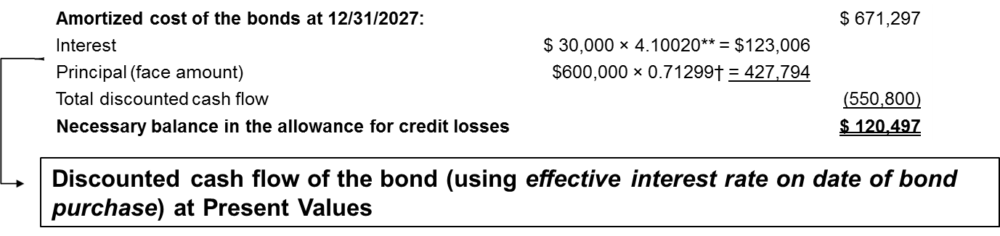 Amortized cost of the bonds at 12/31/2027: $ 671,297
Interest $ 30,000 × 4.10020** = $123,006
Principal (face amount) $600,000 × 0.71299† = 427,794
Total discounted cash flow (550,800)
Necessary balance in the allowance for credit losses $ 120,497
Discounted cash flow of the bond (using effective interest rate on date of bond
purchase) at Present Values